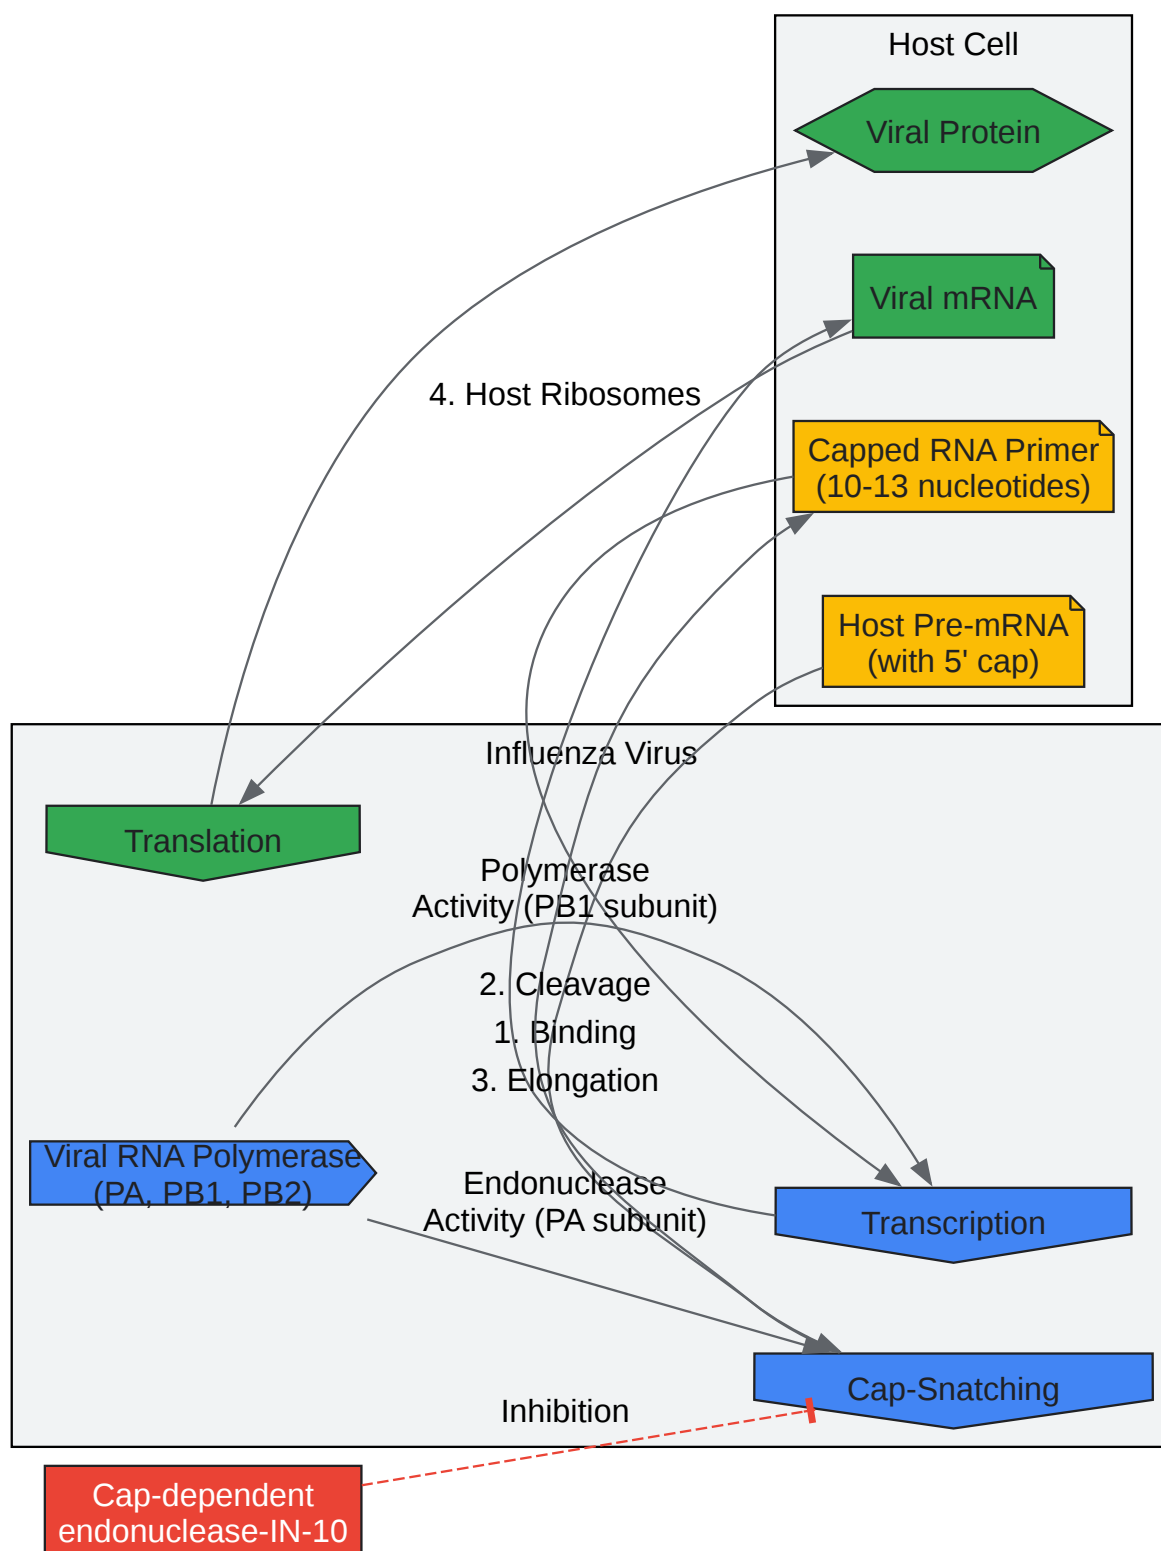 Host Cell
Viral Protein
Viral mRNA
4. Host Ribosomes
Capped RNA Primer
(10-13 nucleotides)
Host Pre-mRNA
(with 5' cap)
Influenza Virus
Translation
Polymerase
Activity (PB1 subunit)
2. Cleavage
1. Binding
3. Elongation
Viral RNA Polymerase
(PA, PB1, PB2)
Endonuclease
Activity (PA subunit)
Transcription
Cap-Snatching
Inhibition
Cap-dependent
endonuclease-IN-10